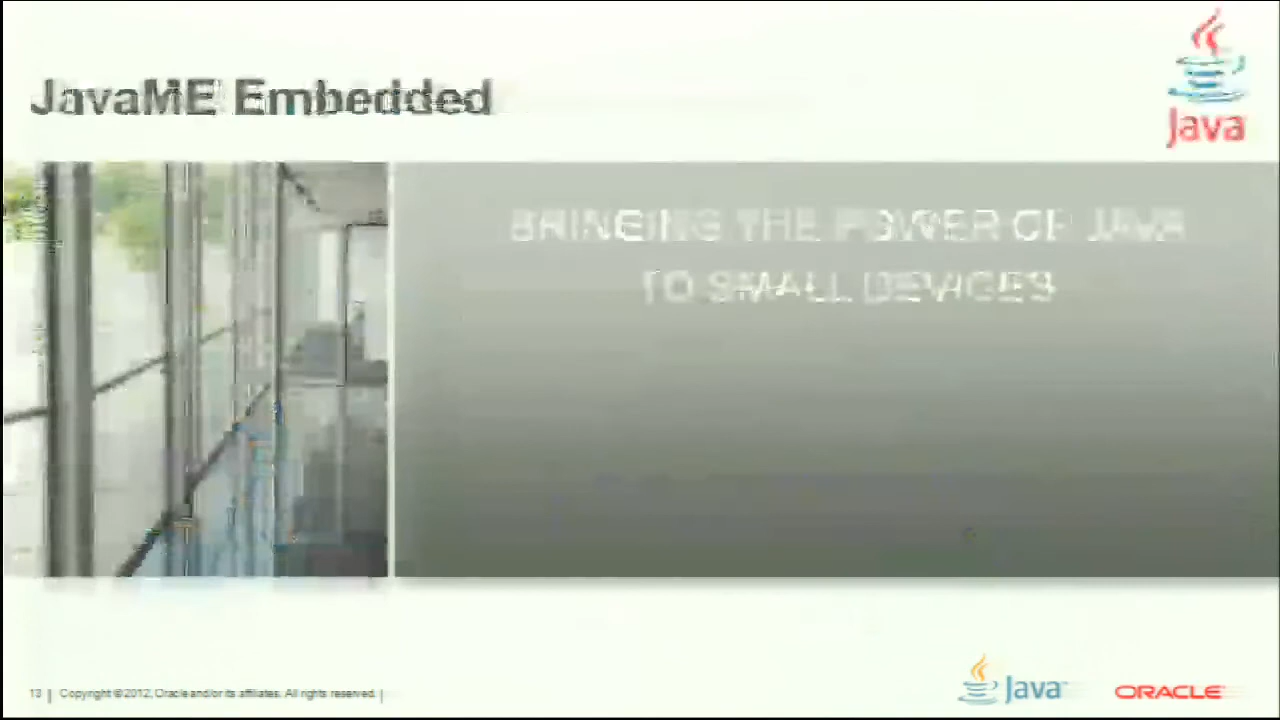 JavaME Embedded
Java
BRINGING THE POWER OF JAVA
TO SMALL DEVICES
13 | Copyright © 2012, Oracle and/or its affiliates. All rights reserved. |
Java
ORACLE